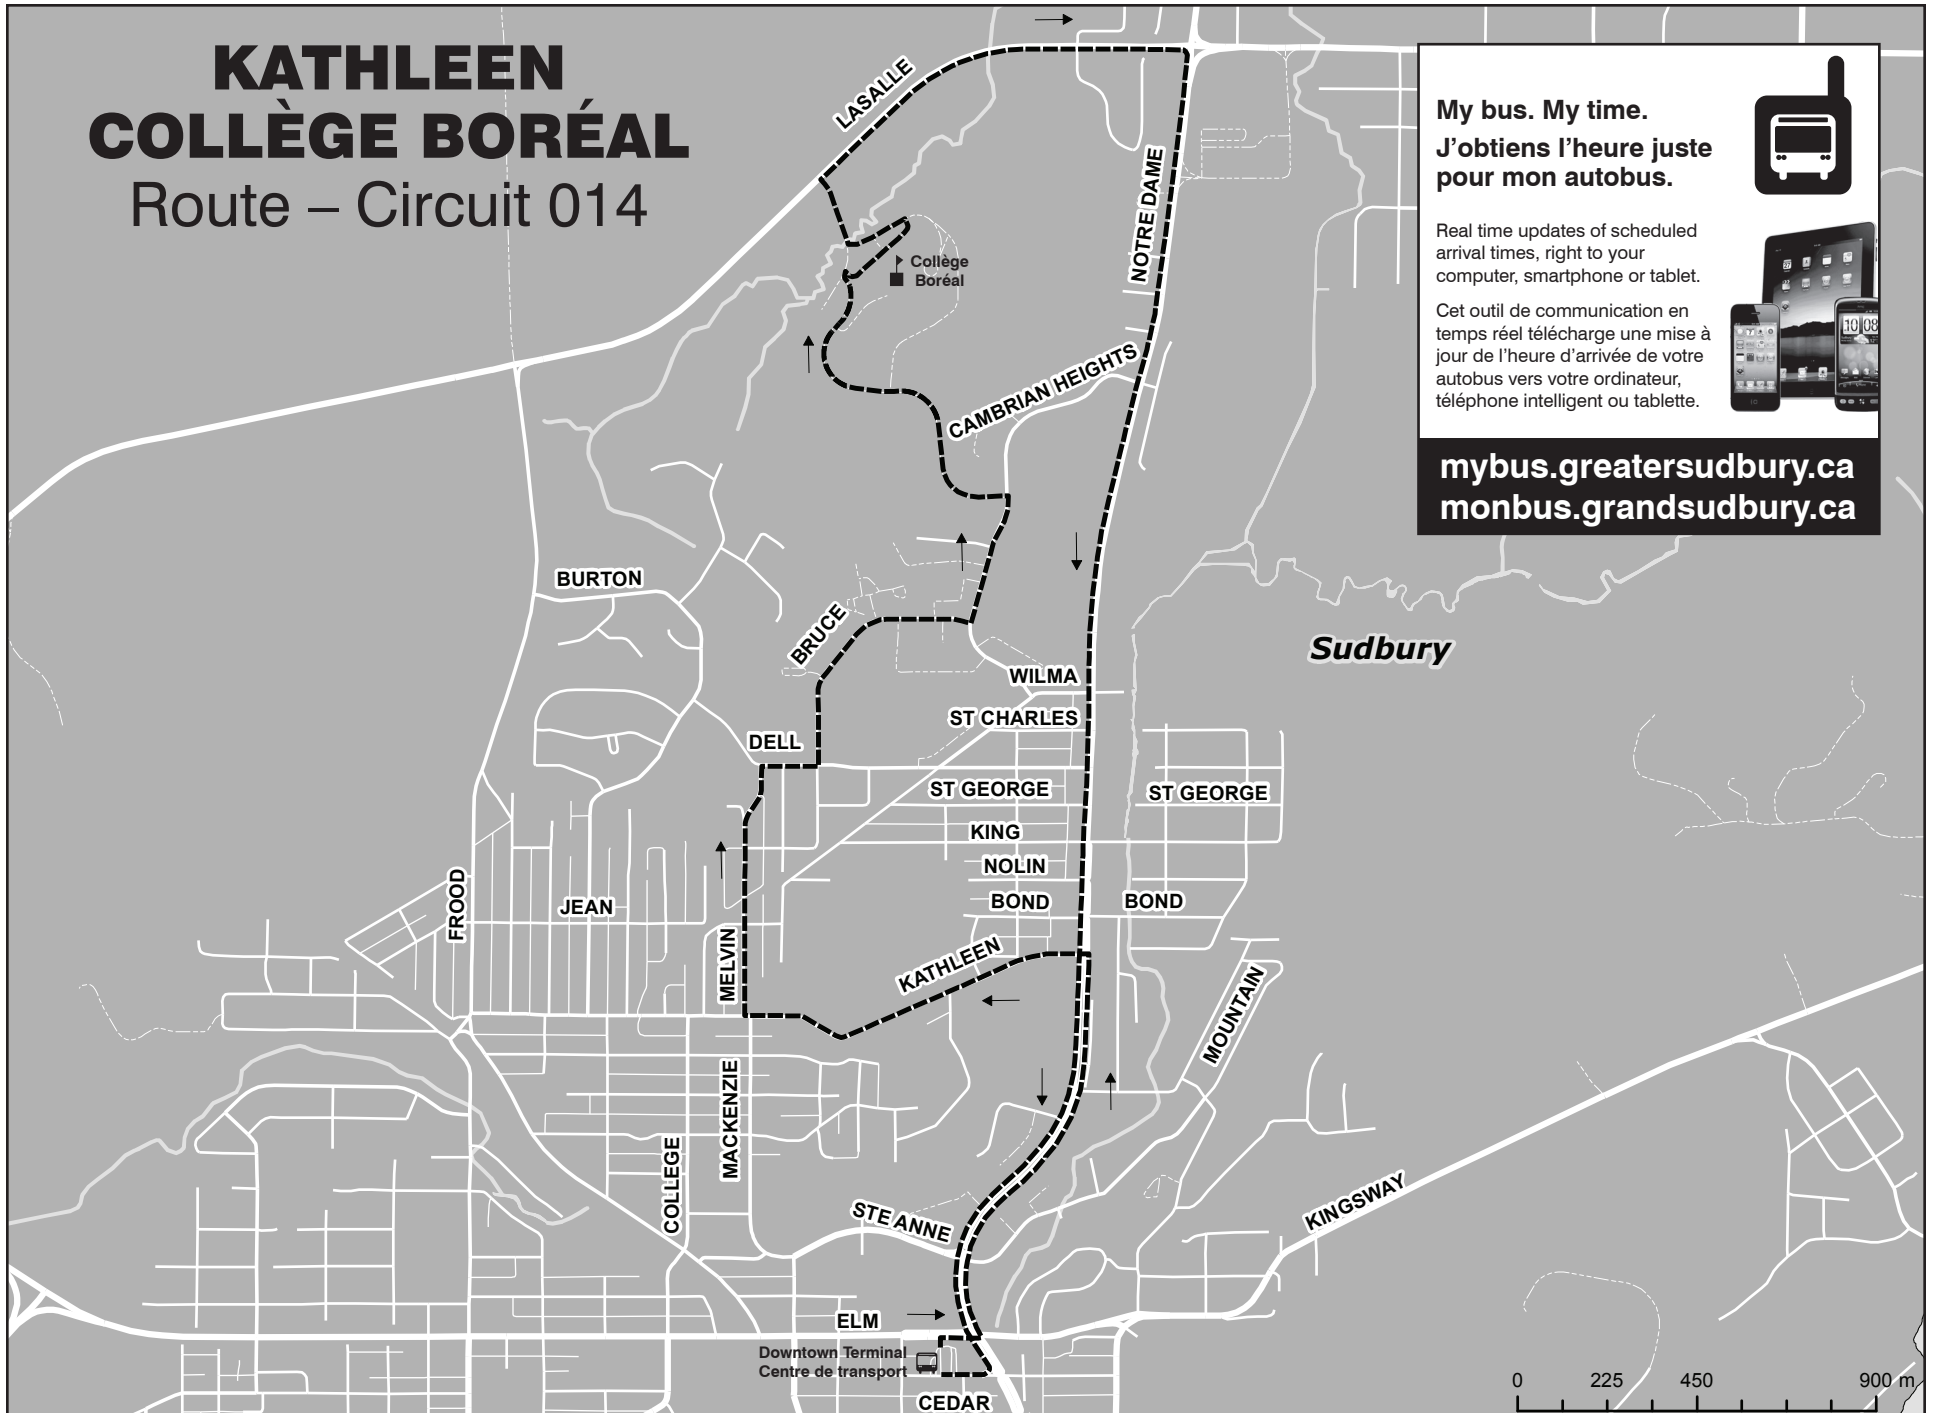 KATHLEEN
COLLÈGE BORÉAL
Route – Circuit 014
My bus. My time.
J'obtiens l'heure juste
pour mon autobus.
Real time updates of scheduled
arrival times, right to your
computer, smartphone or tablet.
Cet outil de communication en
temps réel télécharge une mise à
jour de l'heure d'arrivée de votre
autobus vers votre ordinateur,
téléphone intelligent ou tablette.
mybus.greatersudbury.ca
monbus.grandsudbury.ca
LASALLE
NOTRE DAME
Collège
Boréal
CAMBRIAN HEIGHTS
BURTON
BRUCE
Sudbury
WILMA
ST CHARLES
DELL
ST GEORGE
ST GEORGE
KING
NOLIN
BOND
BOND
FROOD
JEAN
MELVIN
KATHLEEN
MOUNTAIN
MACKENZIE
COLLEGE
STE ANNE
KINGSWAY
ELM
Downtown Terminal
Centre de transport
CEDAR
0 225 450 900 m